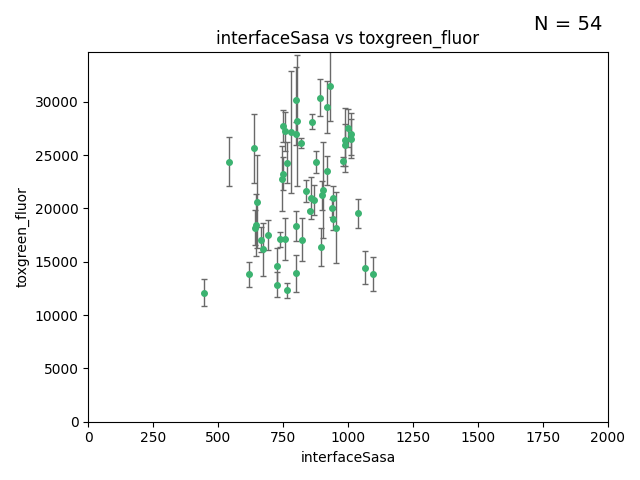 N = 54
interfaceSasa vs toxgreen_fluor
toxgreen_fluor
30000
25000
20000
15000
10000
5000
0
0 250 500 750 1000 1250 1500 1750 2000
interfaceSasa